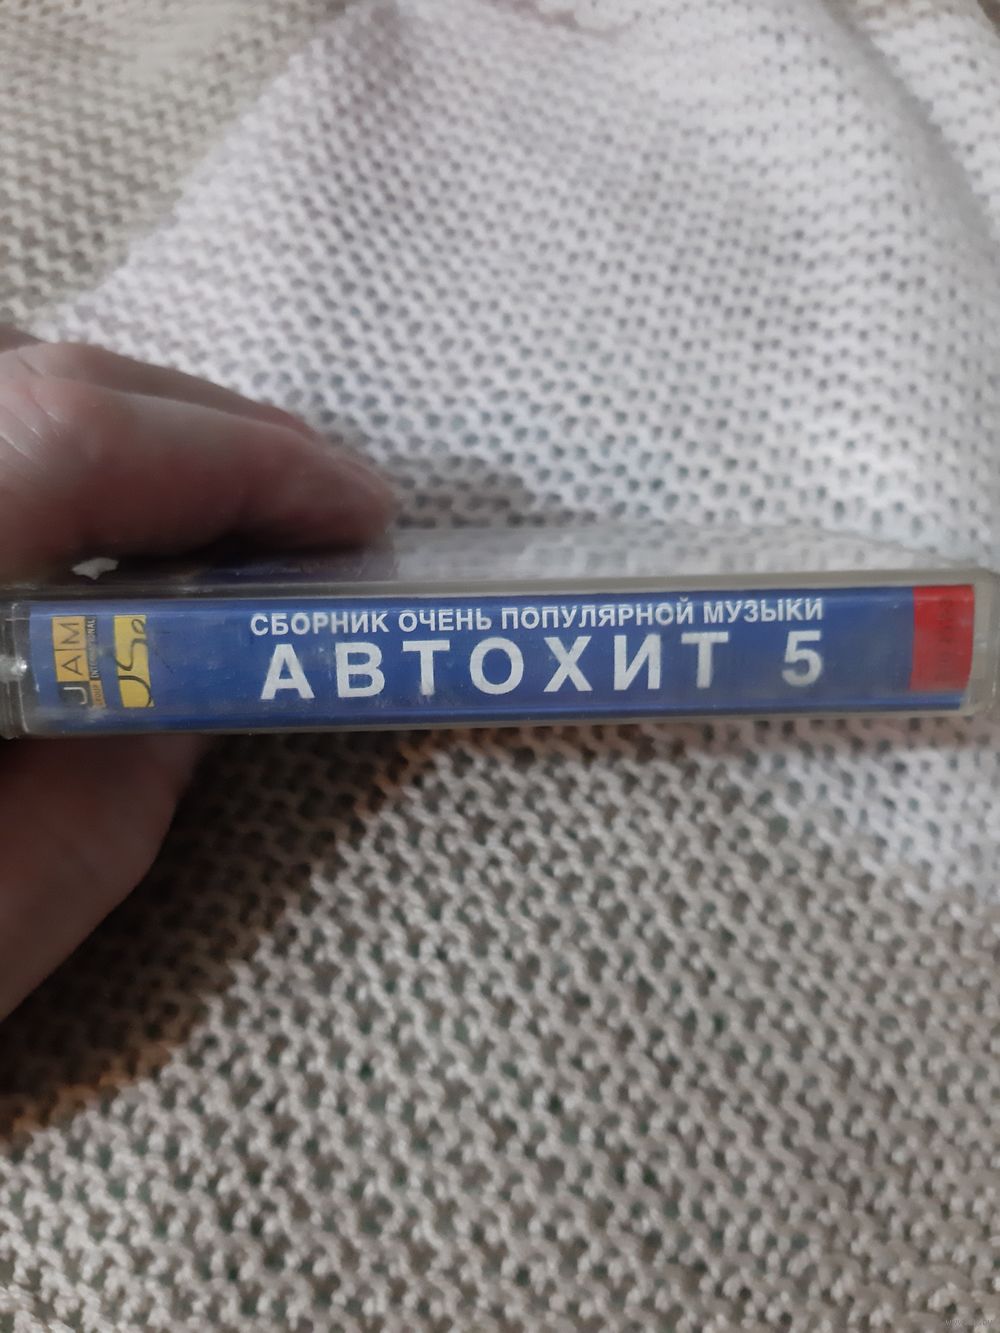 JAM
СБОРНИК ОЧЕНЬ ПОПУЛЯРНОЙ МУЗЫКИ
АВТОХИТ 5